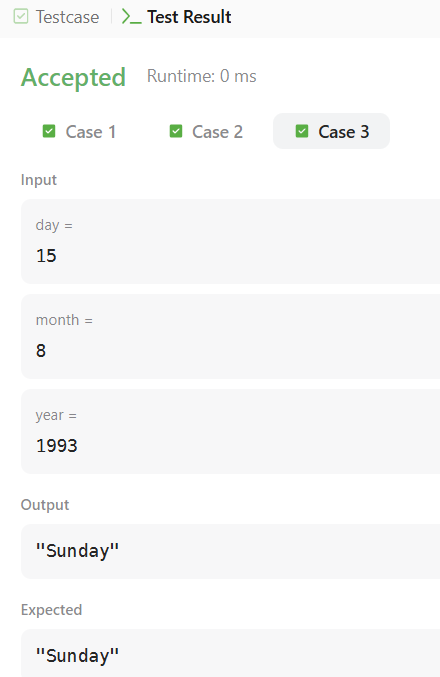 Testcase Test Result
Accepted Runtime: 0 ms
Case 1 Case 2 Case 3
Input
day =
15
month =
8
year =
1993
Output
"Sunday"
Expected
"Sunday"